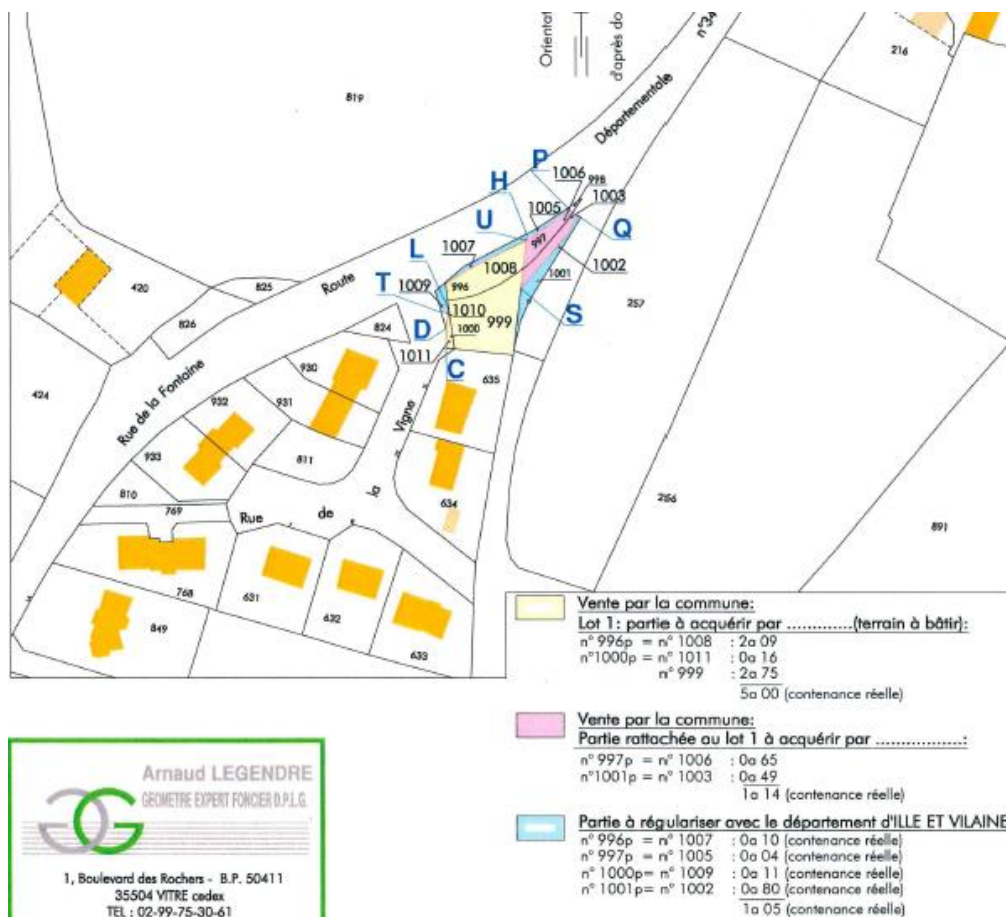 Orientat
d'après do
n°34
216
819
Départementale
P
1006
998
H
1005
1003
U
Q
997
1007
1002
L
1008
1001
Route
T
1009
996
420
825
257
1010
S
826
D
999
824
1000
1011
C
930
635
Rue de la Fontaine
424
932
931
Vigne
933
811
la
256
810
634
769
Rue
de
891
768
631
632
849
633
Vente par la commune:
Lot 1: partie à acquérir par .............(terrain à bâtir):
n° 996p = n° 1008 : 2a 09
n°1000p = n° 1011 : 0a 16
n° 999 : 2a 75
5a 00 (contenance réelle)
Vente par la commune:
Partie rattachée au lot 1 à acquérir par .................:
n° 997p = n° 1006 : 0a 65
n°1001p = n° 1003 : 0a 49
1a 14 (contenance réelle)
Partie à régulariser avec le département d'ILLE ET VILAINE
n° 996p = n° 1007 : 0a 10 (contenance réelle)
n° 997p = n° 1005 : 0a 04 (contenance réelle)
n° 1000p = n° 1009 : 0a 11 (contenance réelle)
n° 1001p = n° 1002 : 0a 80 (contenance réelle)
1a 05 (contenance réelle)
Arnaud LEGENDRE
GEOMETRE EXPERT FONCIER D.P.L.G.
1, Boulevard des Rochers - B.P. 50411
35504 VITRE cedex
TEL : 02-99-75-30-61